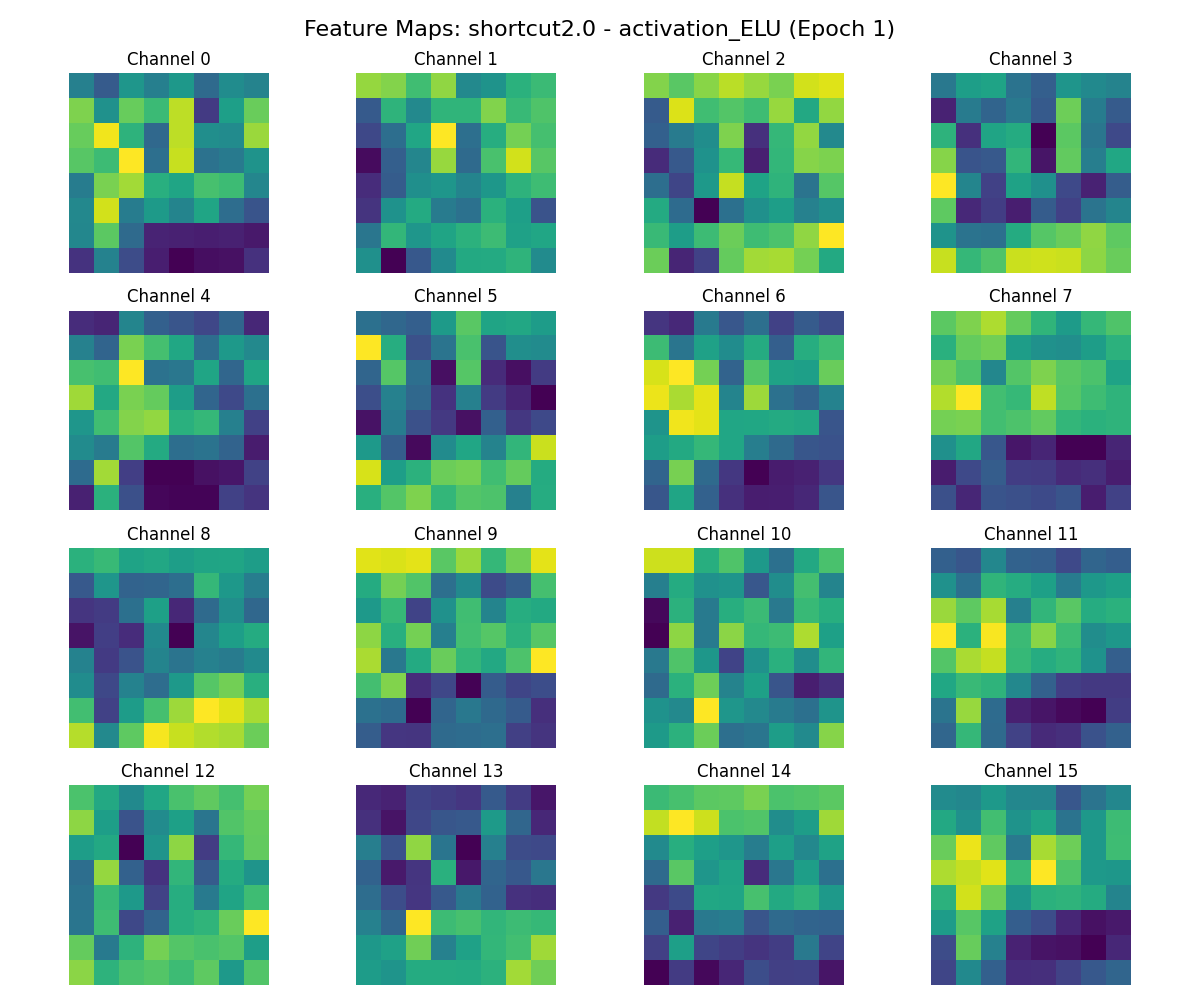 Feature Maps: shortcut2.0 - activation_ELU (Epoch 1)
Channel 0
Channel 1
Channel 2
Channel 3
Channel 4
Channel 5
Channel 6
Channel 7
Channel 8
Channel 9
Channel 10
Channel 11
Channel 12
Channel 13
Channel 14
Channel 15